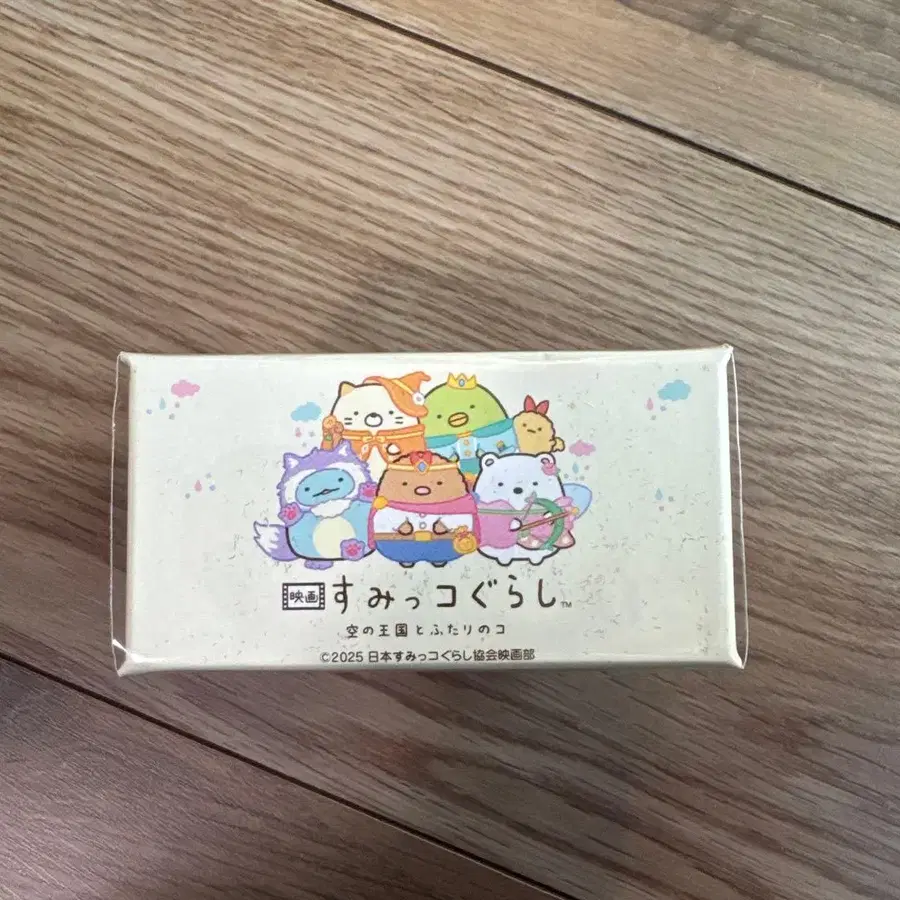 映画 すみっコぐらし™
空の王国とふたりのコ
©2025 日本すみっコぐらし協会映画部